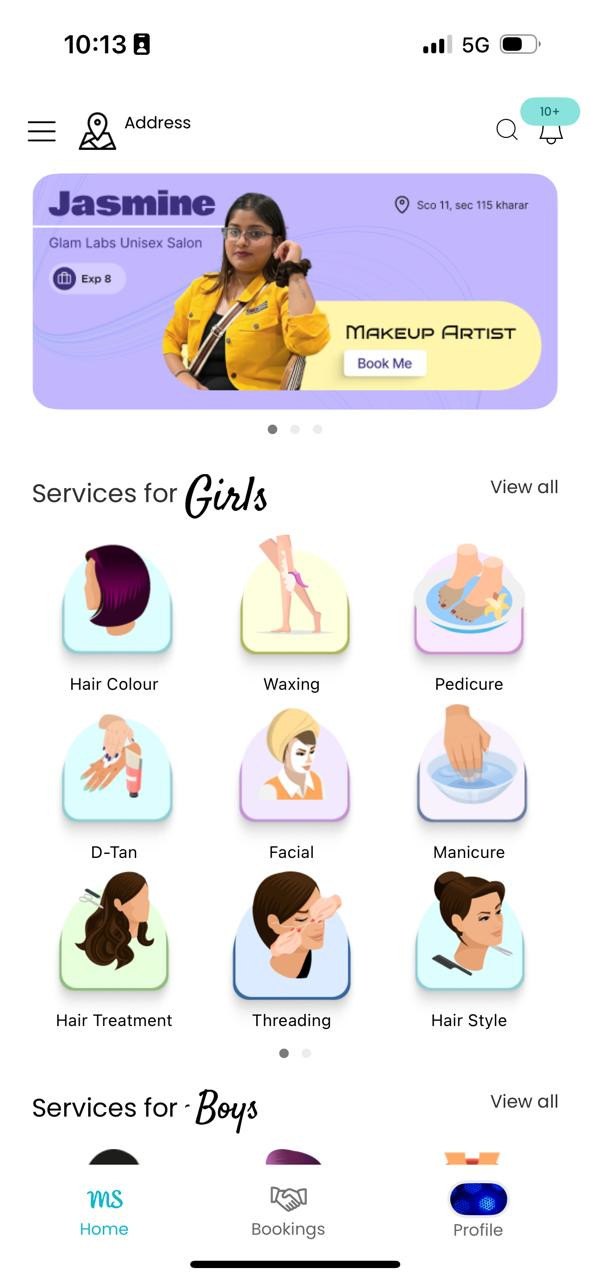 10:13
5G
10+
Address
Jasmine
Sco 11, sec 115 kharar
Glam Labs Unisex Salon
Exp 8
Makeup Artist
Book Me
Services for Girls
View all
Hair Colour
Waxing
Pedicure
D-Tan
Facial
Manicure
Hair Treatment
Threading
Hair Style
Services for Boys
View all
ms
Home
Bookings
Profile